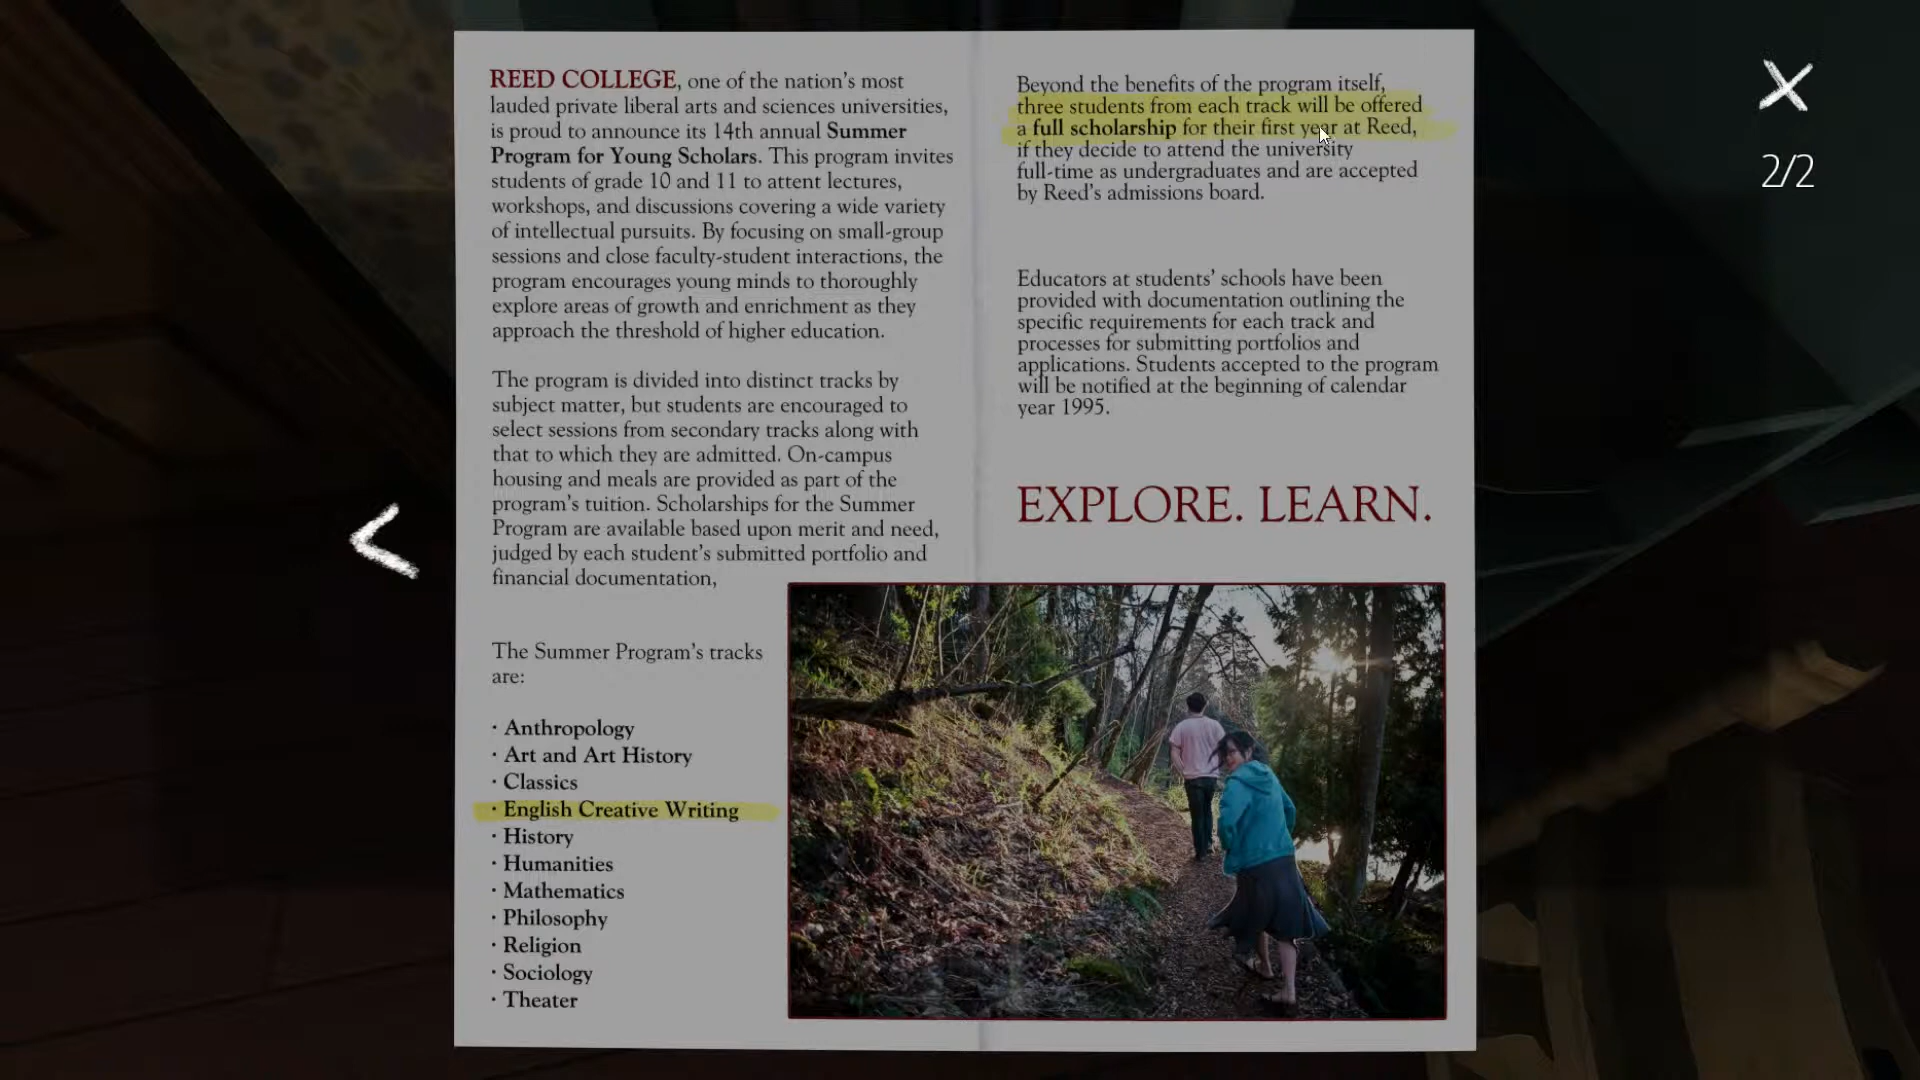 REED COLLEGE, one of the nation's most
lauded private liberal arts and sciences universities,
is proud to announce its 14th annual Summer
Program for Young Scholars. This program invites
students of grade 10 and 11 to attent lectures,
workshops, and discussions covering a wide variety
of intellectual pursuits. By focusing on small-group
sessions and close faculty-student interactions, the
program encourages young minds to thoroughly
explore areas of growth and enrichment as they
approach the threshold of higher education.
The program is divided into distinct tracks by
subject matter, but students are encouraged to
select sessions from secondary tracks along with
that to which they are admitted. On-campus
housing and meals are provided as part of the
program's tuition. Scholarships for the Summer
Program are available based upon merit and need,
judged by each student's submitted portfolio and
financial documentation,
The Summer Program's tracks
are:
· Anthropology
· Art and Art History
· Classics
· English Creative Writing
· History
· Humanities
· Mathematics
· Philosophy
· Religion
· Sociology
· Theater
Beyond the benefits of the program itself,
three students from each track will be offered
a full scholarship for their first year at Reed,
if they decide to attend the university
full-time as undergraduates and are accepted
by Reed's admissions board.
Educators at students' schools have been
provided with documentation outlining the
specific requirements for each track and
processes for submitting portfolios and
applications. Students accepted to the program
will be notified at the beginning of calendar
year 1995.
EXPLORE. LEARN.
2/2